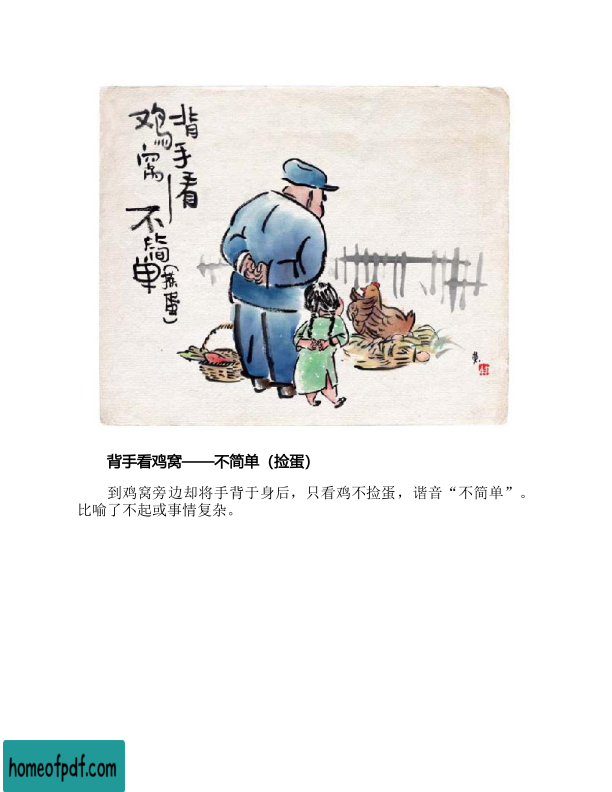 背手看
鸡窝
不简单
(捡蛋)
背手看鸡窝——不简单（捡蛋）
到鸡窝旁边却将手背于身后，只看鸡不捡蛋，谐音“不简单”。
比喻了不起或事情复杂。
homeofpdf.com